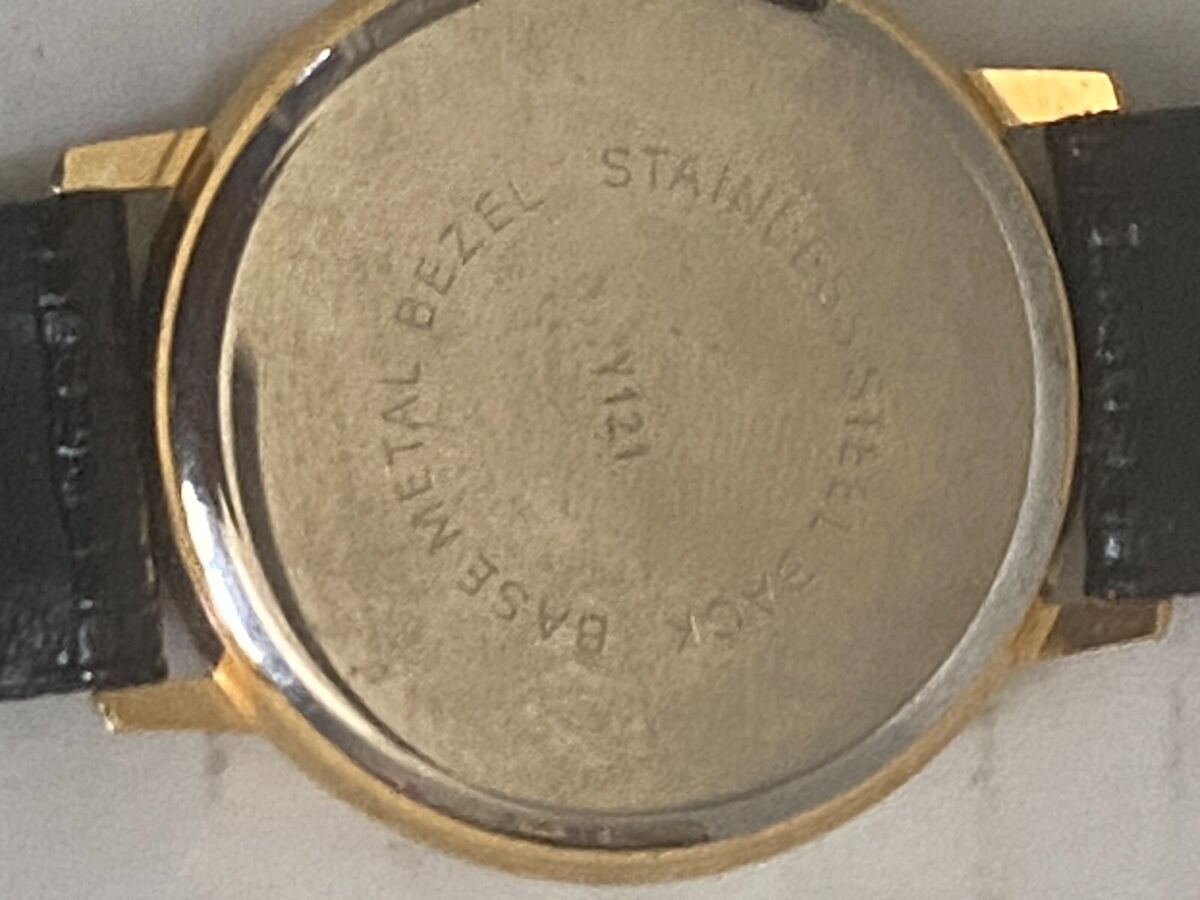 STAINLESS STEEL BACK
BASE METAL BEZEL
Y121